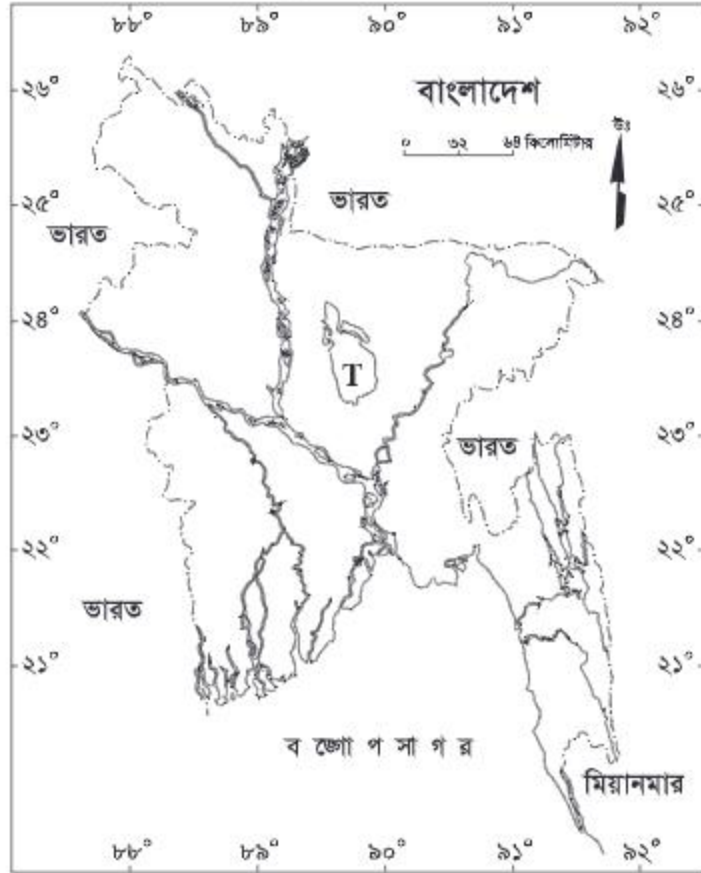 ৮৮° ৮৯° ৯০° ৯১° ৯২°
২৬° বাংলাদেশ ২৬°
উঃ
০ ৩২ ৬৪ কিলোমিটার
২৫° ভারত ২৫°
ভারত
২৪° ২৪°
T
২৩° ভারত ২৩°
২২° ২২°
ভারত
২১° ২১°
ব ঙ্গো প সা গ র
মিয়ানমার
৮৮° ৮৯° ৯০° ৯১° ৯২°